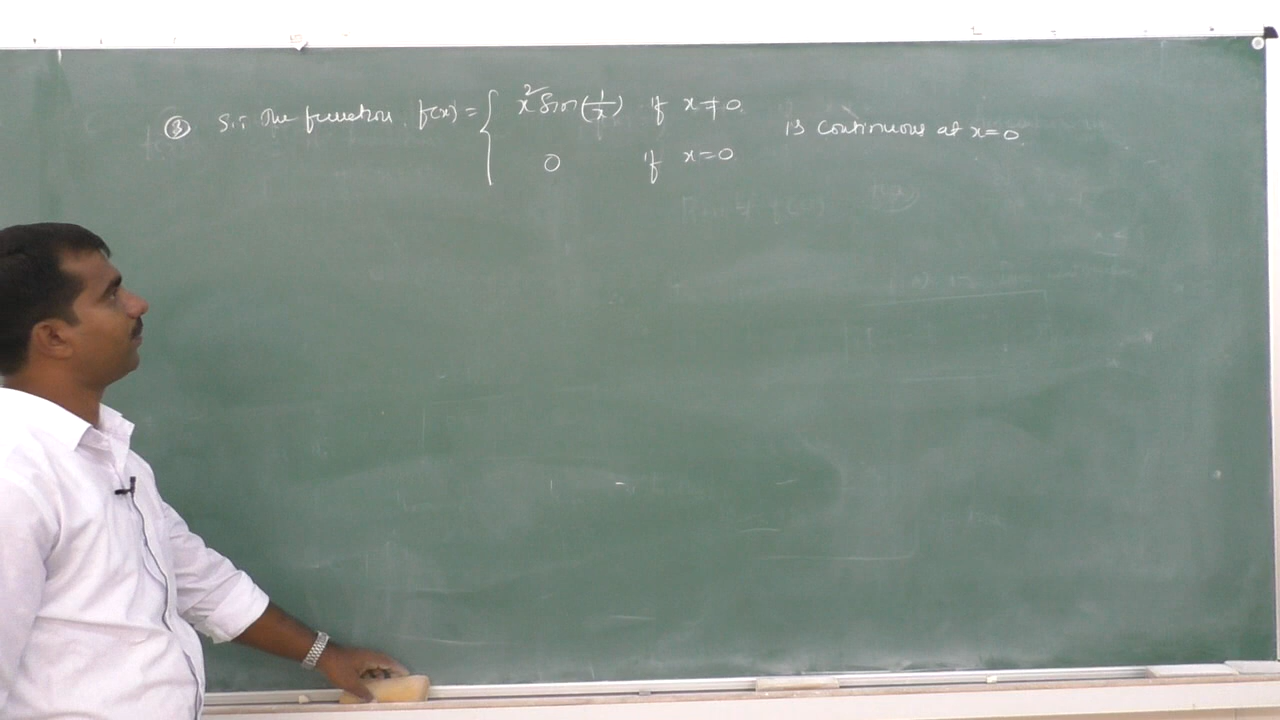 ③ S.T the function f(x) = { x² Sin(1/x) if x ≠ 0 is continuous at x=0
0 if x=0